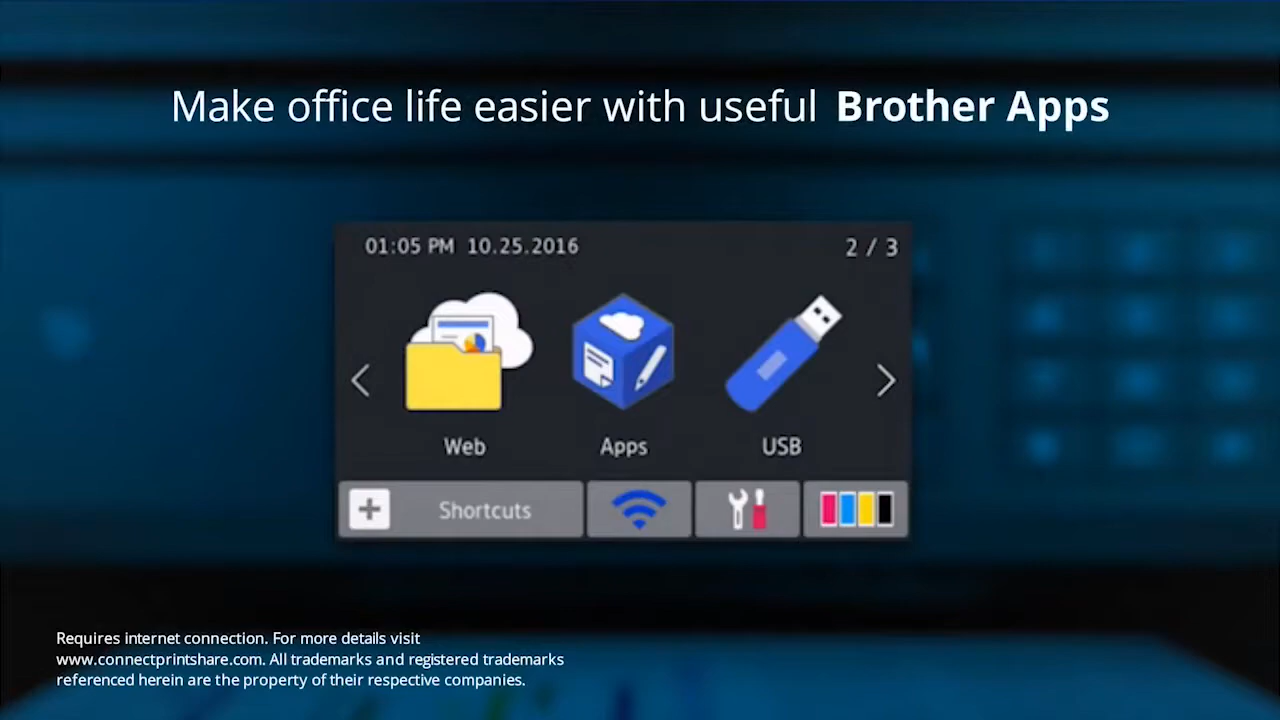 Make office life easier with useful Brother Apps
01:05 PM 10.25.2016 2 / 3
Web Apps USB
Shortcuts
Requires internet connection. For more details visit
www.connectprintshare.com. All trademarks and registered trademarks
referenced herein are the property of their respective companies.